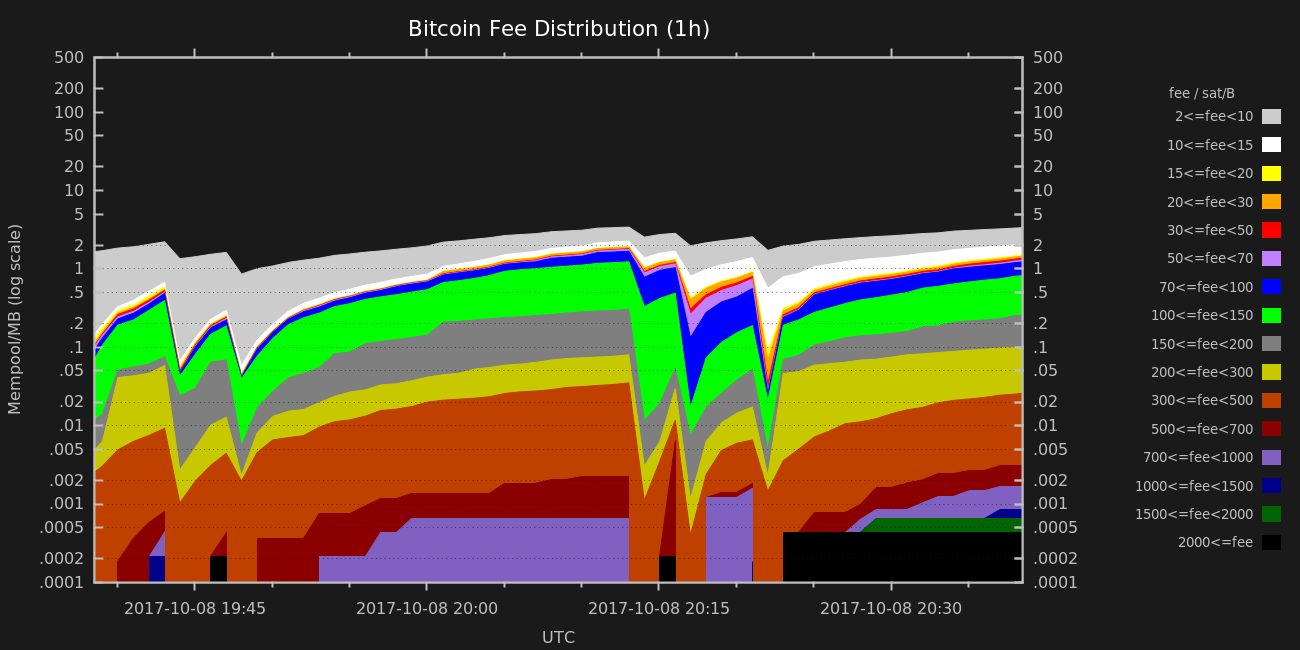 Bitcoin Fee Distribution (1h)
Mempool/MB (log scale)
500
200
100
50
20
10
5
2
1
.5
.2
.1
.05
.02
.01
.005
.002
.001
.0005
.0002
.0001
500
200
100
50
20
10
5
2
1
.5
.2
.1
.05
.02
.01
.005
.002
.001
.0005
.0002
.0001
2017-10-08 19:45
2017-10-08 20:00
2017-10-08 20:15
2017-10-08 20:30
UTC
fee / sat/B
2<=fee<10
10<=fee<15
15<=fee<20
20<=fee<30
30<=fee<50
50<=fee<70
70<=fee<100
100<=fee<150
150<=fee<200
200<=fee<300
300<=fee<500
500<=fee<700
700<=fee<1000
1000<=fee<1500
1500<=fee<2000
2000<=fee